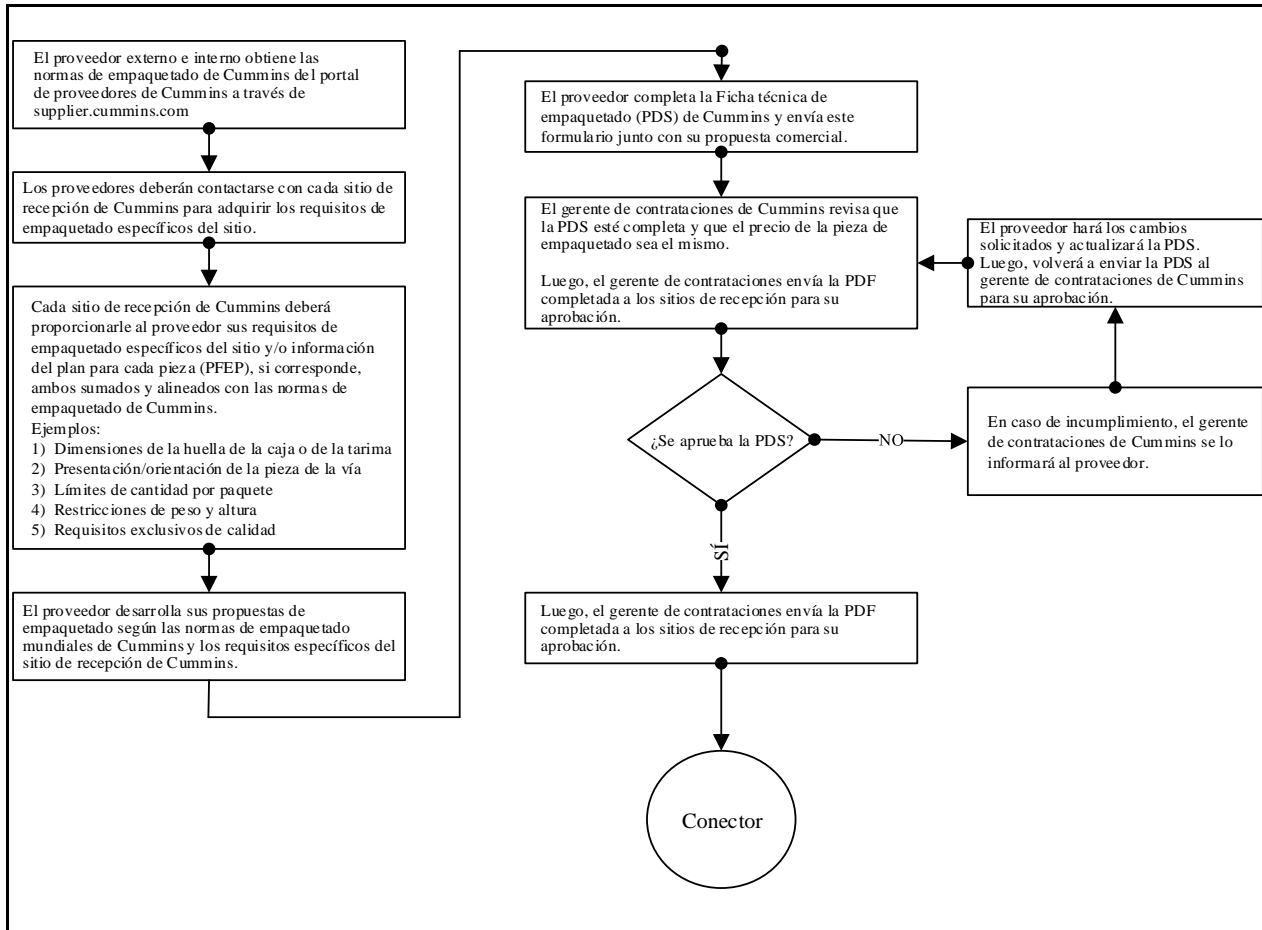 El proveedor externo e interno obtiene las
normas de empaquetado de Cummins del portal
de proveedores de Cummins a través de
supplier.cummins.com
Los proveedores deberán contactarse con cada sitio de
recepción de Cummins para adquirir los requisitos de
empaquetado específicos del sitio.
Cada sitio de recepción de Cummins deberá
proporcionarle al proveedor sus requisitos de
empaquetado específicos del sitio y/o información
del plan para cada pieza (PFEP), si corresponde,
ambos sumados y alineados con las normas de
empaquetado de Cummins.
Ejemplos:
1) Dimensiones de la huella de la caja o de la tarima
2) Presentación/orientación de la pieza de la vía
3) Límites de cantidad por paquete
4) Restricciones de peso y altura
5) Requisitos exclusivos de calidad
El proveedor desarrolla sus propuestas de
empaquetado según las normas de empaquetado
mundiales de Cummins y los requisitos específicos del
sitio de recepción de Cummins.
El proveedor completa la Ficha técnica de
empaquetado (PDS) de Cummins y envía este
formulario junto con su propuesta comercial.
El gerente de contrataciones de Cummins revisa que
la PDS esté completa y que el precio de la pieza de
empaquetado sea el mismo.
Luego, el gerente de contrataciones envía la PDF
completada a los sitios de recepción para su
aprobación.
¿Se aprueba la PDS?
NO
En caso de incumplimiento, el gerente
de contrataciones de Cummins se lo
informará al proveedor.
El proveedor hará los cambios
solicitados y actualizará la PDS.
Luego, volverá a enviar la PDS al
gerente de contrataciones de Cummins
para su aprobación.
SÍ
Luego, el gerente de contrataciones envía la PDF
completada a los sitios de recepción para su
aprobación.
Conector